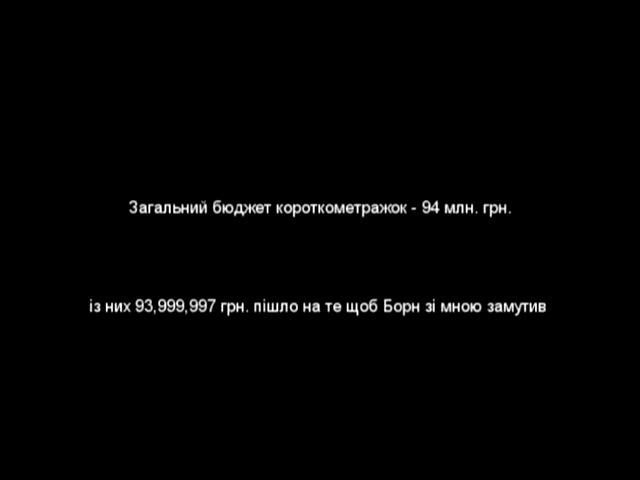 Загальний бюджет короткометражок - 94 млн. грн.
із них 93,999,997 грн. пішло на те щоб Борн зі мною замутив